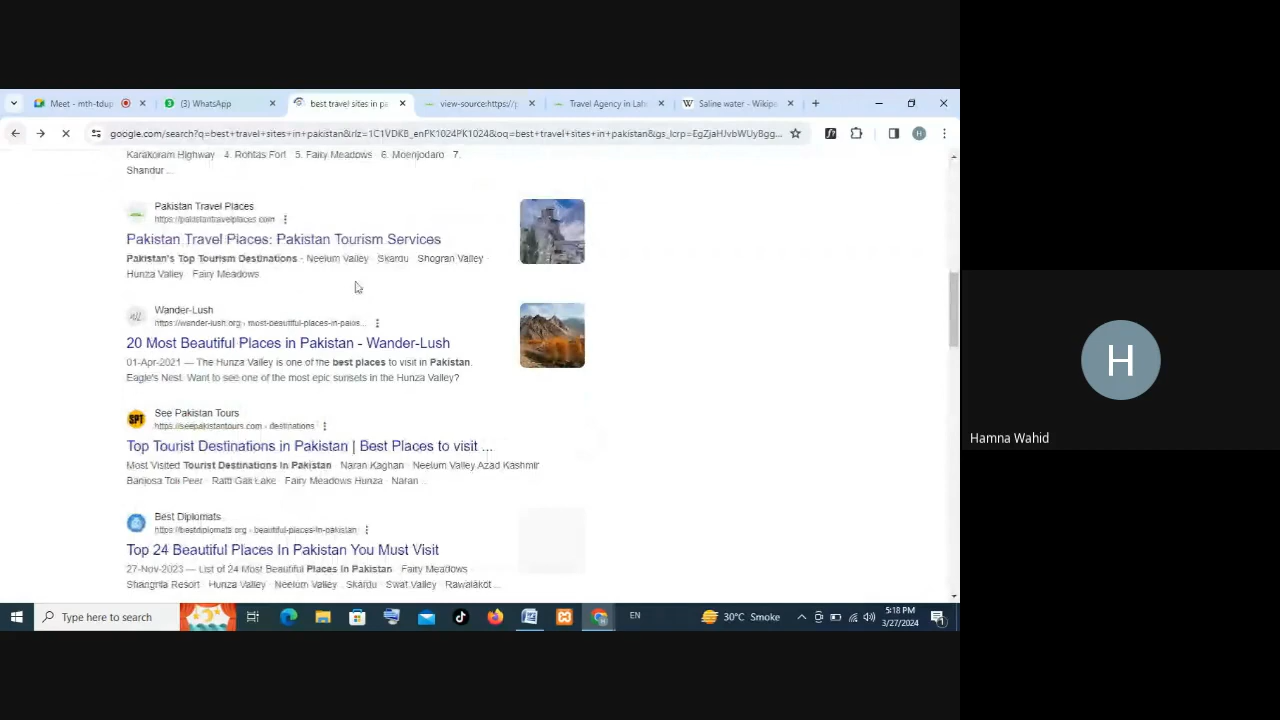 Meet - mth-tdup
(3) WhatsApp
best travel sites in pa
view-source:https://p
Travel Agency in Lah
Saline water - Wikipe
google.com/search?q=best+travel+sites+in+pakistan&rlz=1C1VDKB_enPK1024PK1024&oq=best+travel+sites+in+pakistan&gs_lcrp=EgZjaHJvbWUyBgg...
Karakoram Highway · 4. Rohtas Fort · 5. Fairy Meadows · 6. Moenjodaro · 7.
Shandur ...
Pakistan Travel Places
https://pakistantravelplaces.com
Pakistan Travel Places: Pakistan Tourism Services
Pakistan's Top Tourism Destinations · Neelum Valley · Skardu · Shogran Valley ·
Hunza Valley · Fairy Meadows
Wander-Lush
https://wander-lush.org › most-beautiful-places-in-pakis...
20 Most Beautiful Places in Pakistan - Wander-Lush
01-Apr-2021 — The Hunza Valley is one of the best places to visit in Pakistan.
Eagle's Nest. Want to see one of the most epic sunsets in the Hunza Valley?
SPT
See Pakistan Tours
https://seepakistantours.com › destinations
Top Tourist Destinations in Pakistan | Best Places to visit ...
Most Visited Tourist Destinations In Pakistan · Naran Kaghan · Neelum Valley Azad Kashmir
Banjosa Toli Peer · Ratti Gali Lake · Fairy Meadows Hunza · Naran ...
Best Diplomats
https://bestdiplomats.org › beautiful-places-in-pakistan
Top 24 Beautiful Places In Pakistan You Must Visit
27-Nov-2023 — List of 24 Most Beautiful Places In Pakistan · Fairy Meadows ·
Shangrila Resort · Hunza Valley · Neelum Valley · Skardu · Swat Valley · Rawalakot ...
H
Hamna Wahid
Type here to search
EN
30°C Smoke
5:18 PM
3/27/2024
1